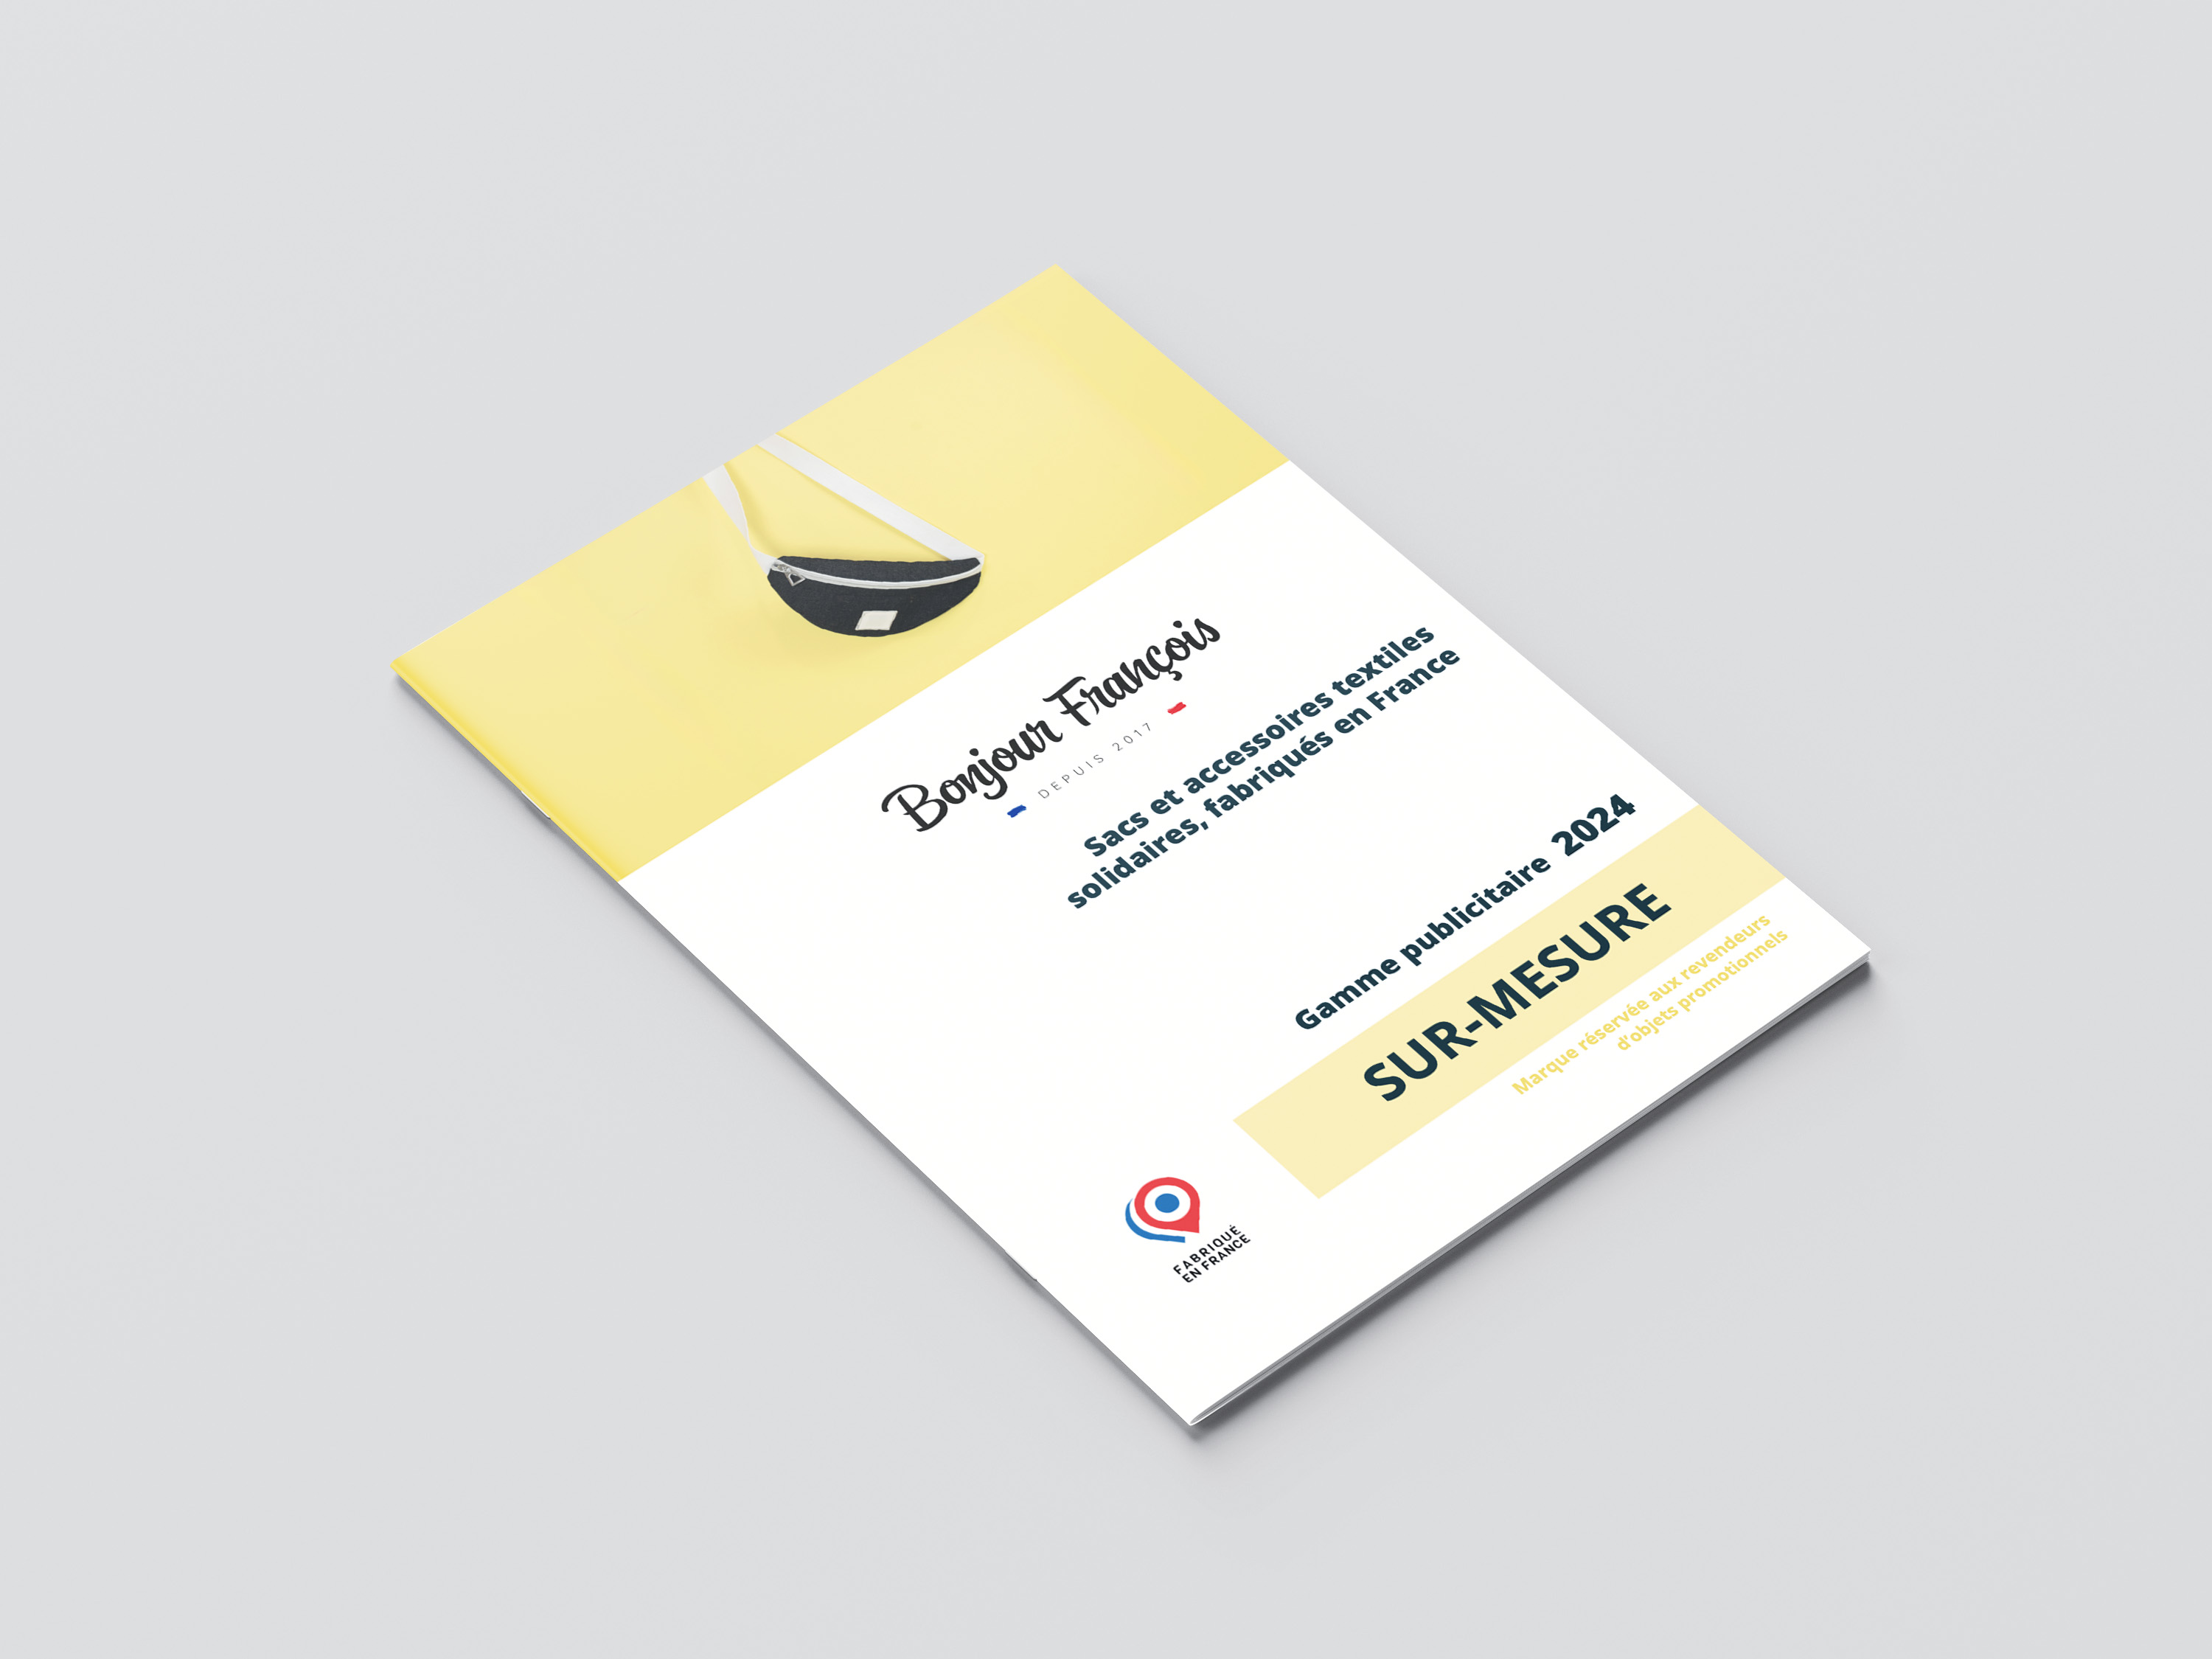 Bonjour François
DEPUIS 2017
Sacs et accessoires textiles
solidaires, fabriqués en France
Gamme publicitaire 2024
SUR-MESURE
Marque réservée aux revendeurs
d'objets promotionnels
FABRIQUÉ
EN FRANCE